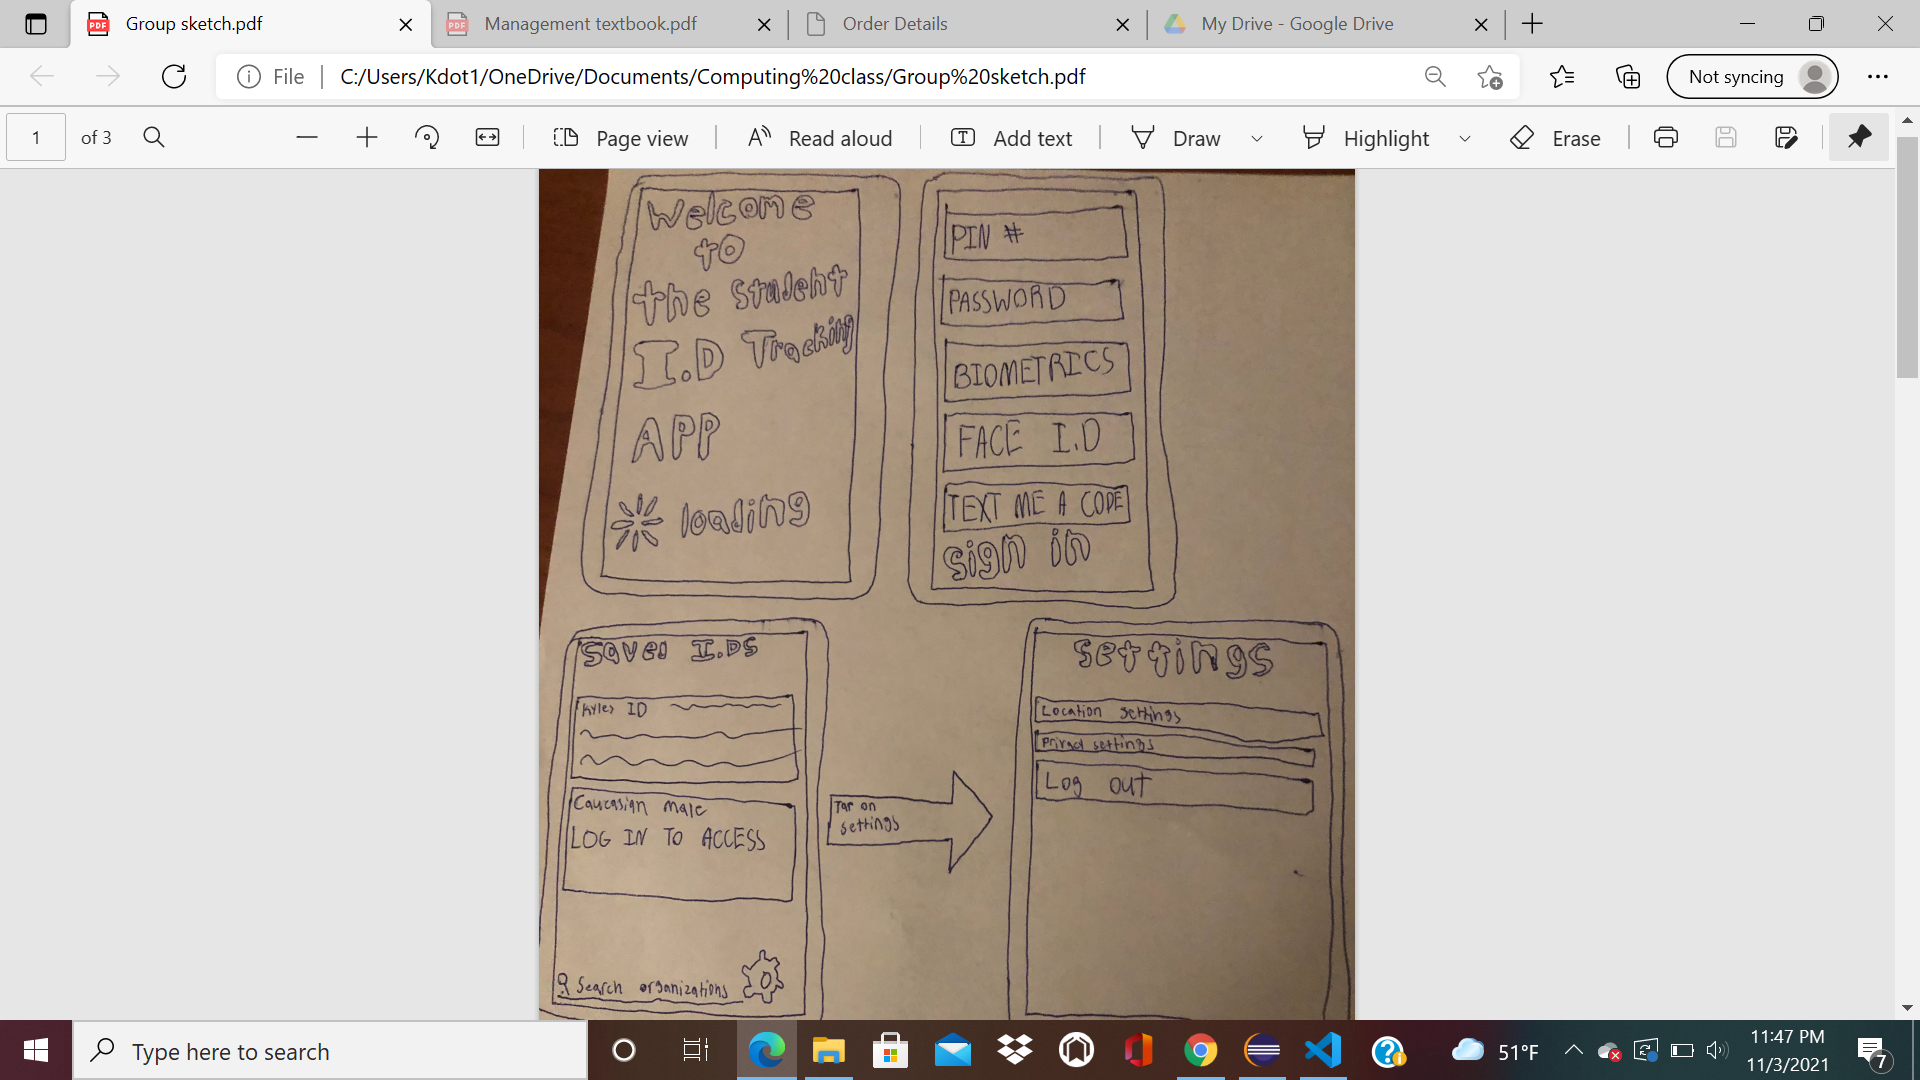 Group sketch.pdf
Management textbook.pdf
Order Details
My Drive - Google Drive
File
C:/Users/Kdot1/OneDrive/Documents/Computing%20class/Group%20sketch.pdf
Not syncing
1 of 3
Page view
Read aloud
Add text
Draw
Highlight
Erase
Welcome
to
the Student
I.D Tracking
APP
loading
PIN #
PASSWORD
BIOMETRICS
FACE I.D
TEXT ME A CODE
Sign in
Saved I.DS
Kyles ID
Caucasian male
LOG IN TO ACCESS
Search organizations
Tap on
settings
Settings
Location settings
settings
Log out
Type here to search
51°F
11:47 PM
11/3/2021
7